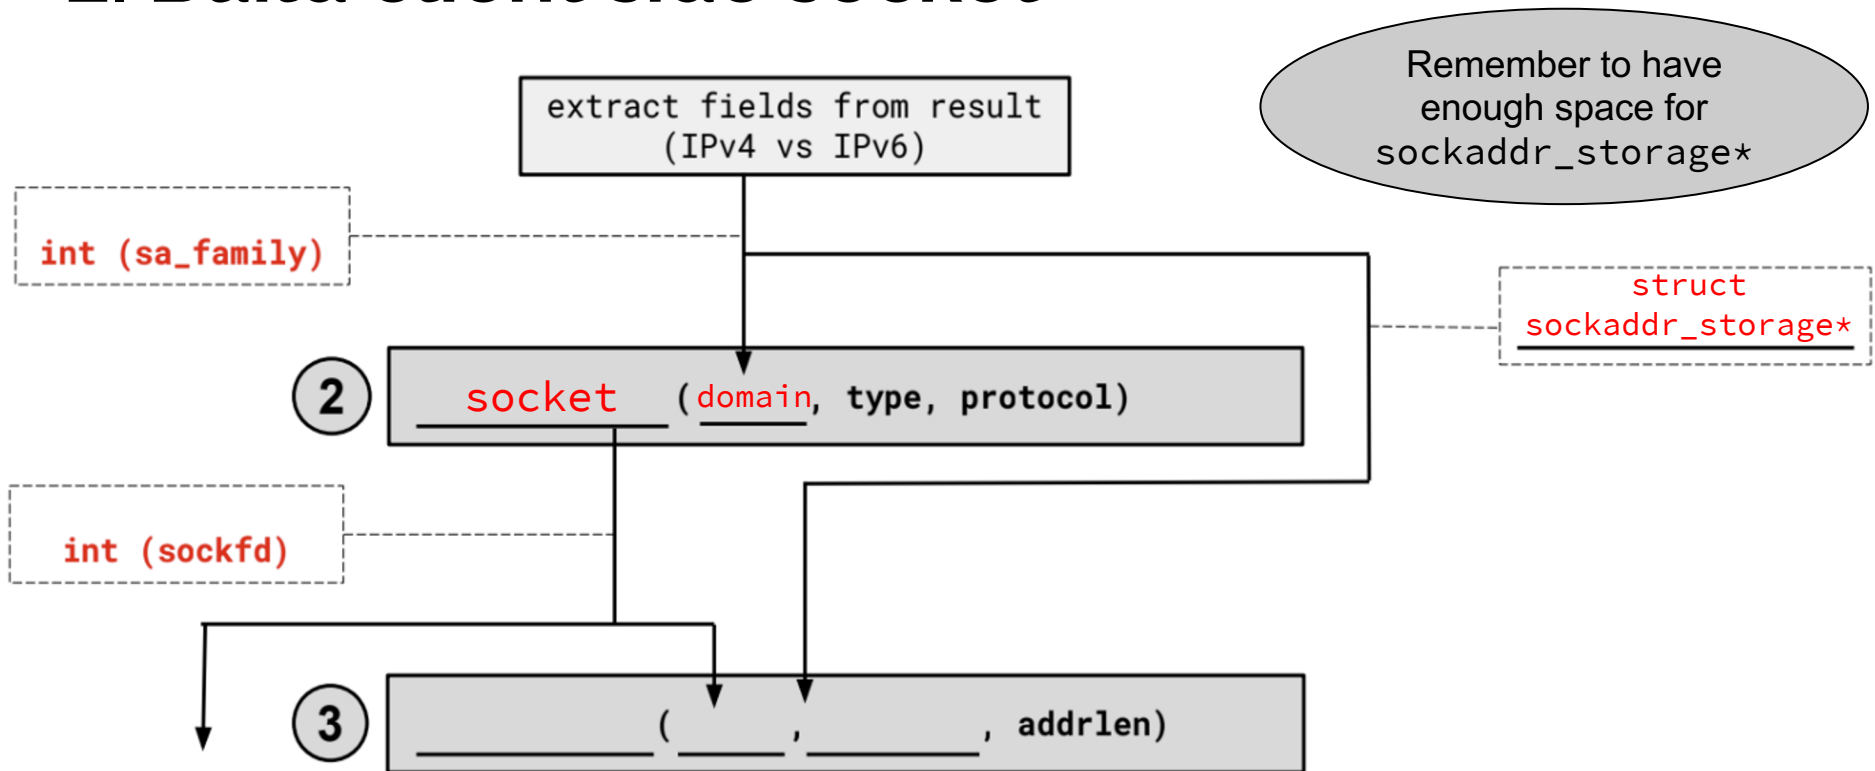 Remember to have
enough space for
sockaddr_storage*
extract fields from result
(IPv4 vs IPv6)
int (sa_family)
struct
sockaddr_storage*
2
socket (domain, type, protocol)
int (sockfd)
3
( , , addrlen)